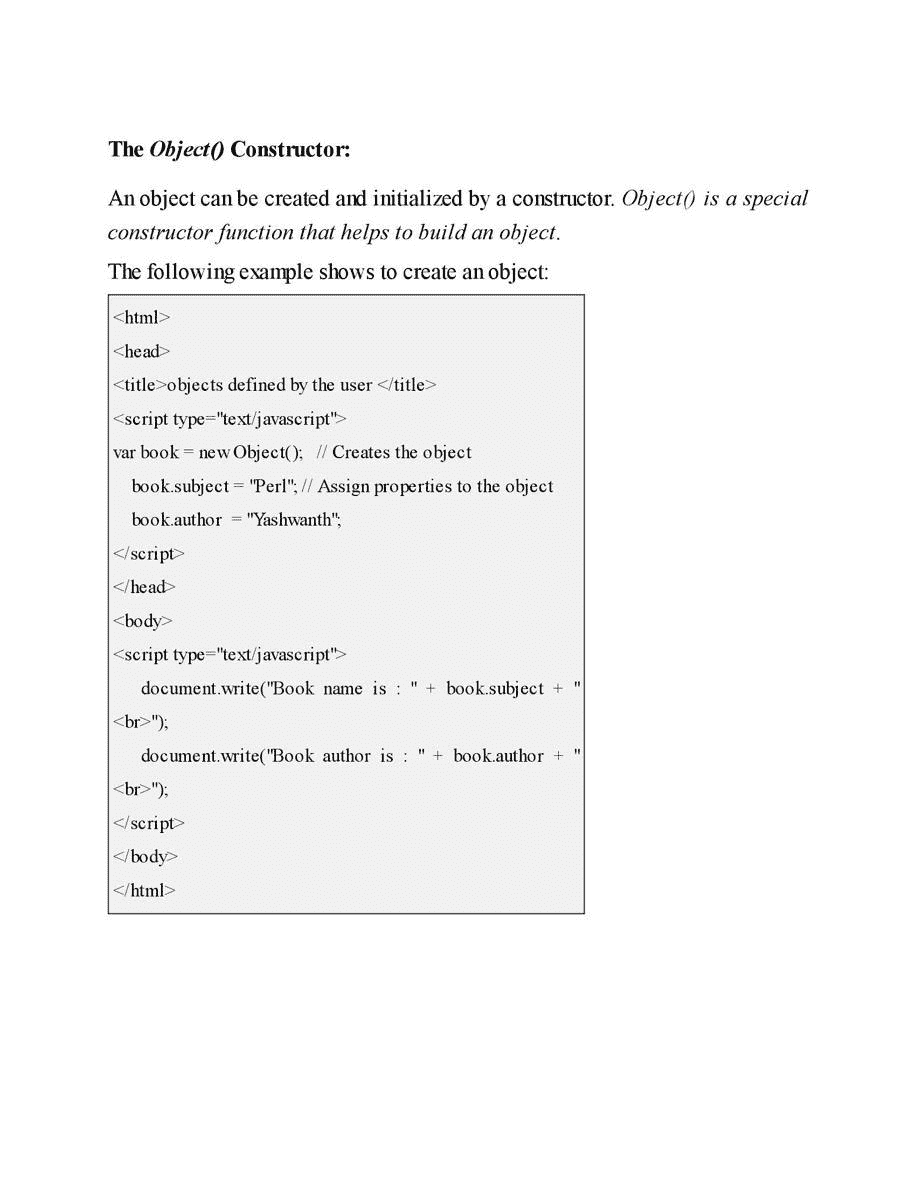 The Object() Constructor:
An object can be created and initialized by a constructor. Object() is a special
constructor function that helps to build an object.
The following example shows to create an object:
<html>
<head>
<title>objects defined by the user </title>
<script type="text/javascript">
var book = new Object();   // Creates the object
book.subject = "Perl"; // Assign properties to the object
book.author  = "Yashwanth";
</script>
</head>
<body>
<script type="text/javascript">
document.write("Book name is : " + book.subject + "
<br>");
document.write("Book author is : " + book.author + "
<br>");
</script>
</body>
</html>